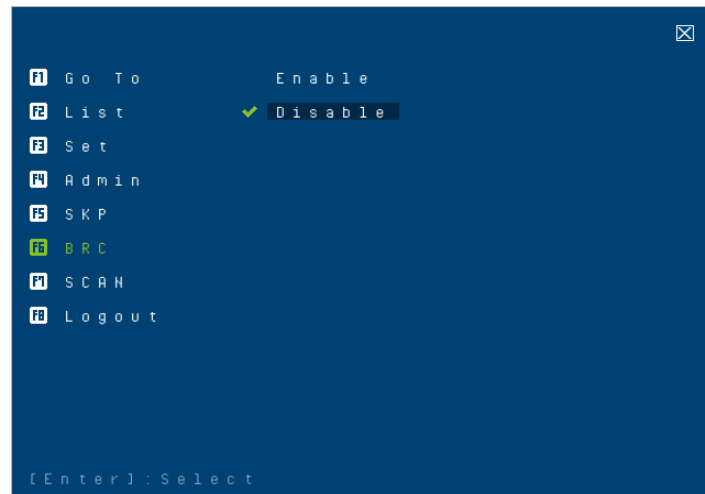 F1 Go To Enable
F2 List Disable
F3 Set
F4 Admin
F5 SKP
F6 BRC
F7 SCAN
F8 Logout
[Enter]:Select